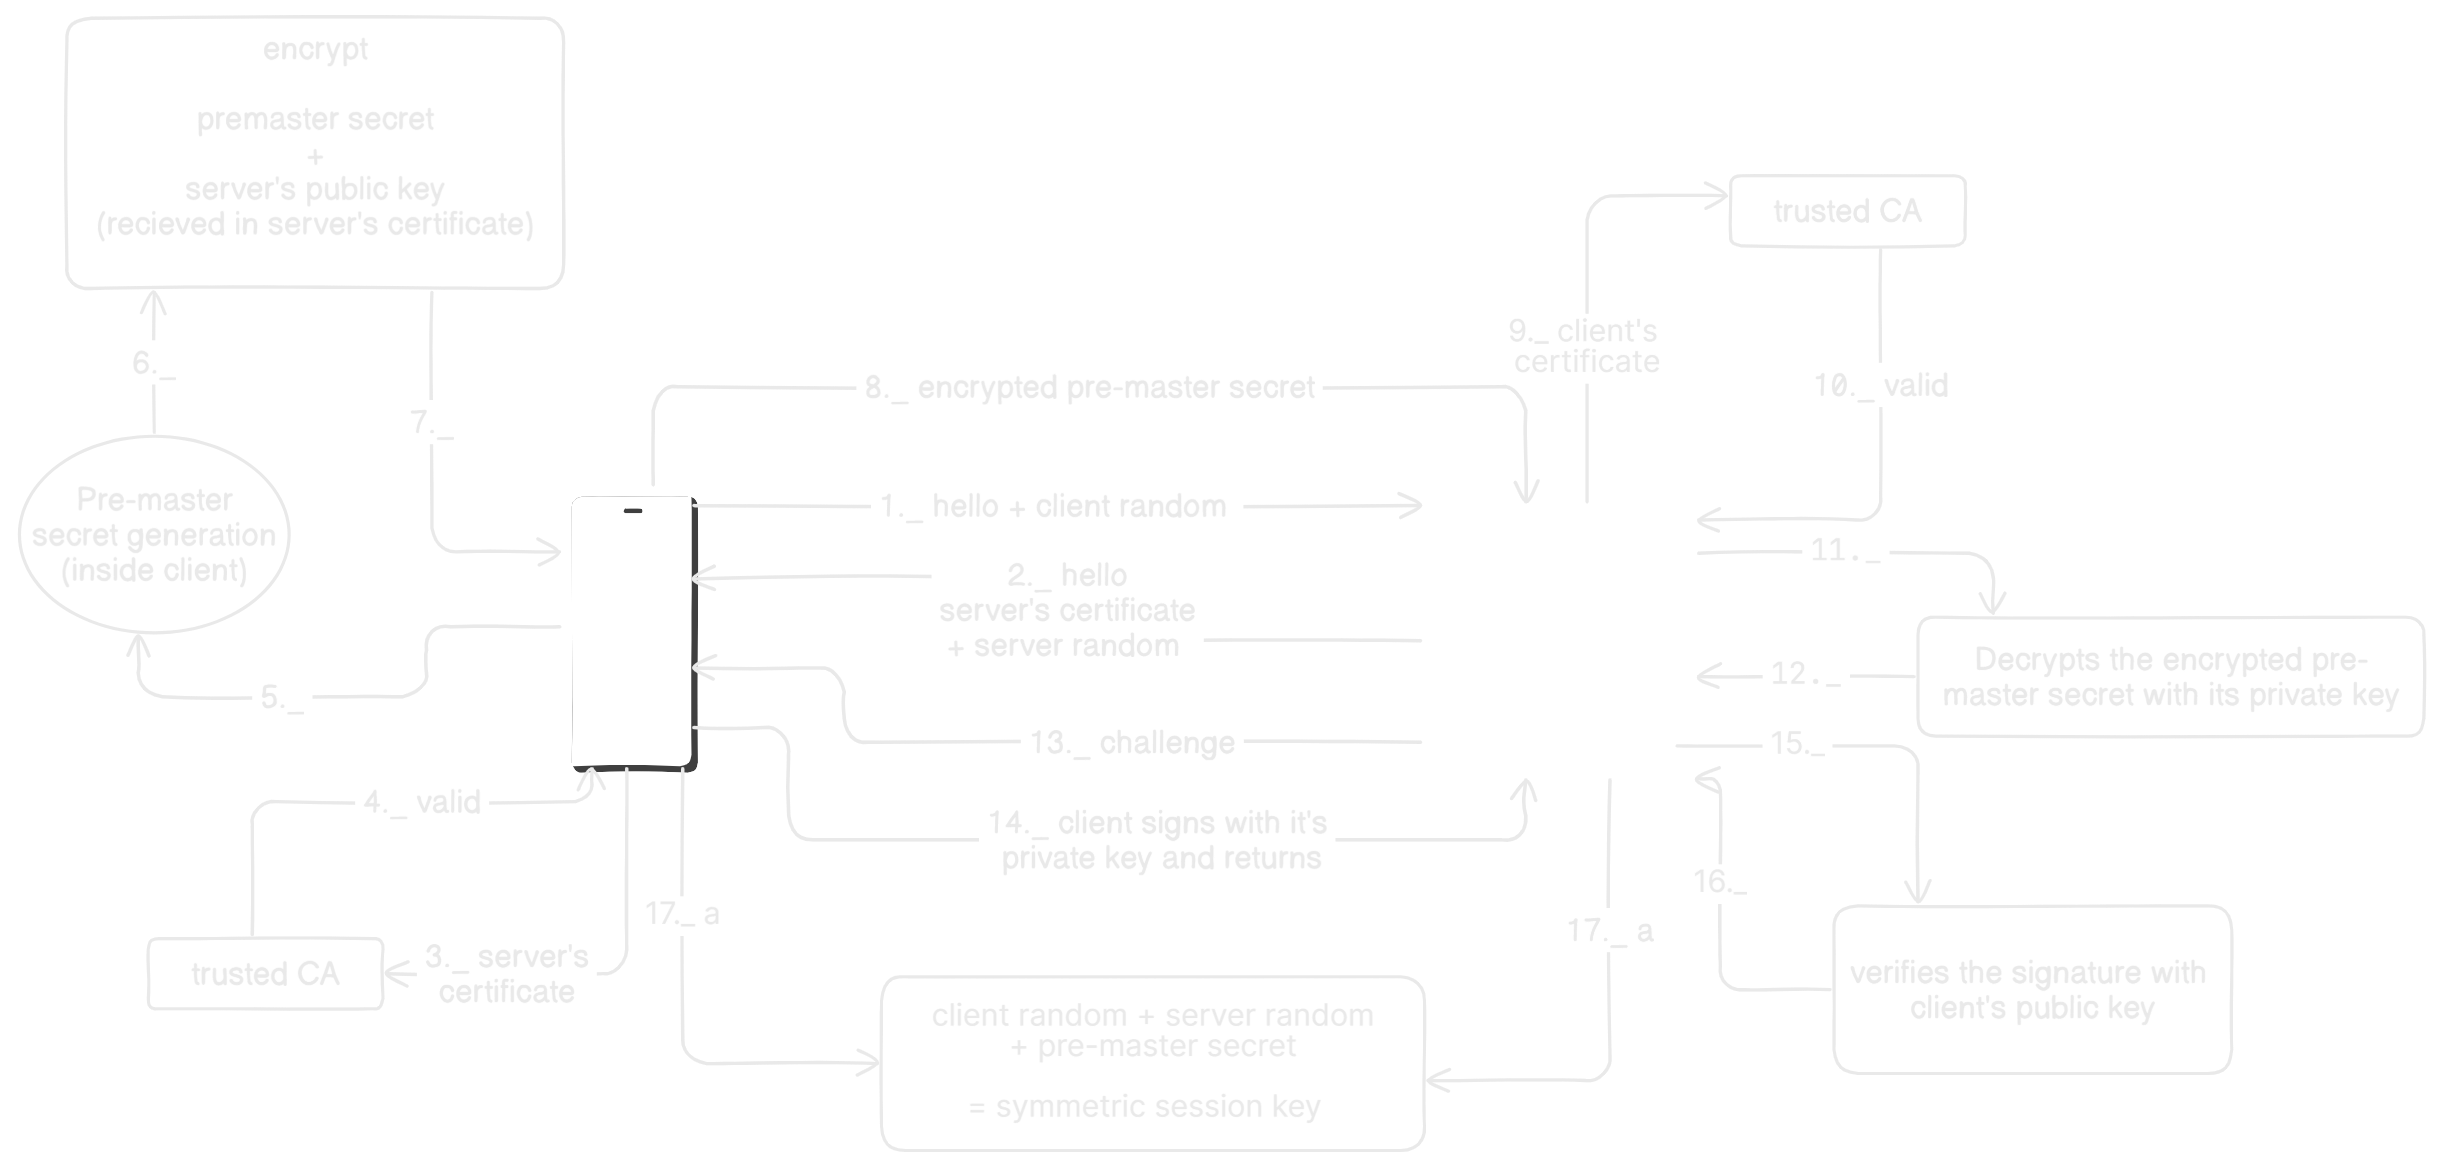 encrypt
premaster secret
+
server's public key
(recieved in server's certificate)
trusted CA
9._ client's
certificate
6._
8._ encrypted pre-master secret
10._ valid
7._
Pre-master
secret generation
(inside client)
1._ hello + client random
11._
2._ hello
server's certificate
+ server random
Decrypts the encrypted pre-
master secret with its private key
12._
5._
13._ challenge
15._
4._ valid
14._ client signs with it's
private key and returns
16._
17._ a
17._ a
3._ server's
certificate
trusted CA
verifies the signature with
client's public key
client random + server random
+ pre-master secret
= symmetric session key